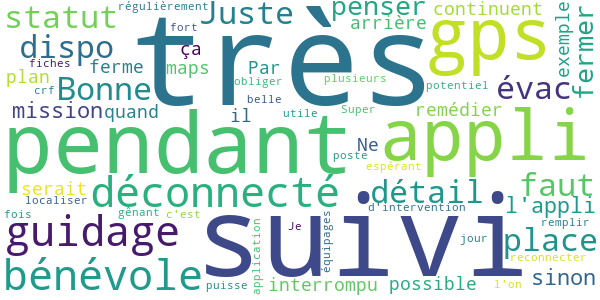 statut
régulièrement
Juste
très
penser
arrière
continuent
exemple
fermer
gps
dispo
fort
ça
fiches
ferme
maps
Par
obliger
plusieurs
belle
potentiel
plan
crf
Bonne
évac
mission
quand
utile
Super
remédier
il
pendant
Ne
appli
poste
espérant
serait
déconnecté
détail
faut
localiser
l'appli
d'intervention
fois
gênant
c'est
remplir
guidage
suivi
Je
équipages
application
jour
place
reconnecter
bénévole
puisse
interrompu
possible
l'on
sinon